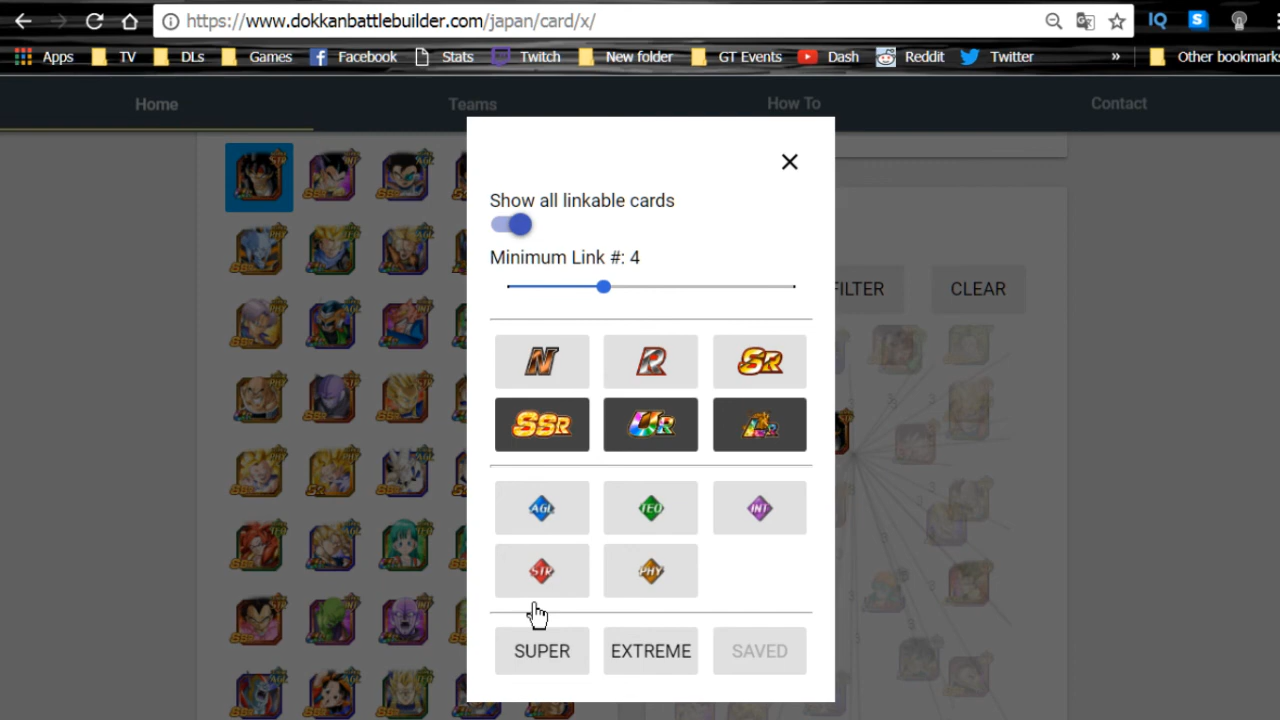 https://www.dokkanbattlebuilder.com/japan/card/x/
IQ S
Apps TV DLs Games Facebook Stats Twitch New folder GT Events Dash Reddit Twitter » Other bookmarks
Home Teams How To Contact
Show all linkable cards
Minimum Link #: 4
FILTER CLEAR
N R SR
SSR UR LR
AGL TEQ INT
STR PHY
SUPER EXTREME SAVED